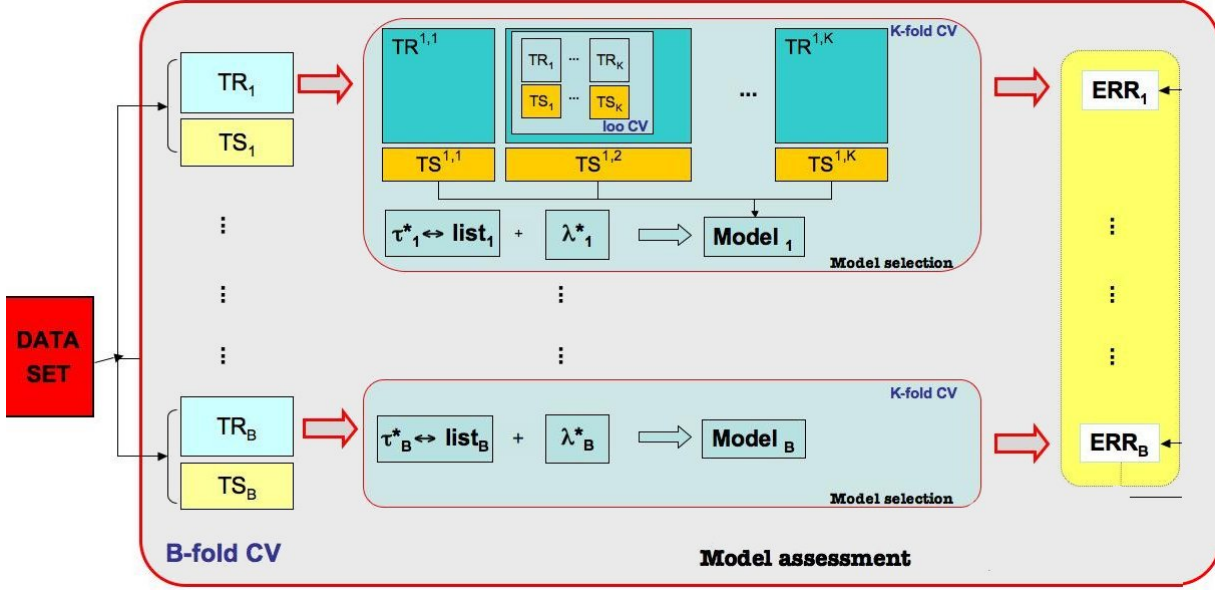 K-fold CV
TR1,1
TR1,K
TR1 ... TRK
TS1 ... TSK
loo CV
...
TR1
TS1
ERR1
TS1,1
TS1,2
TS1,K
τ*1 ↔ list1 + λ*1
Model 1
Model selection
DATA
SET
K-fold CV
TRB
TSB
τ*B ↔ listB + λ*B
Model B
ERRB
Model selection
B-fold CV
Model assessment